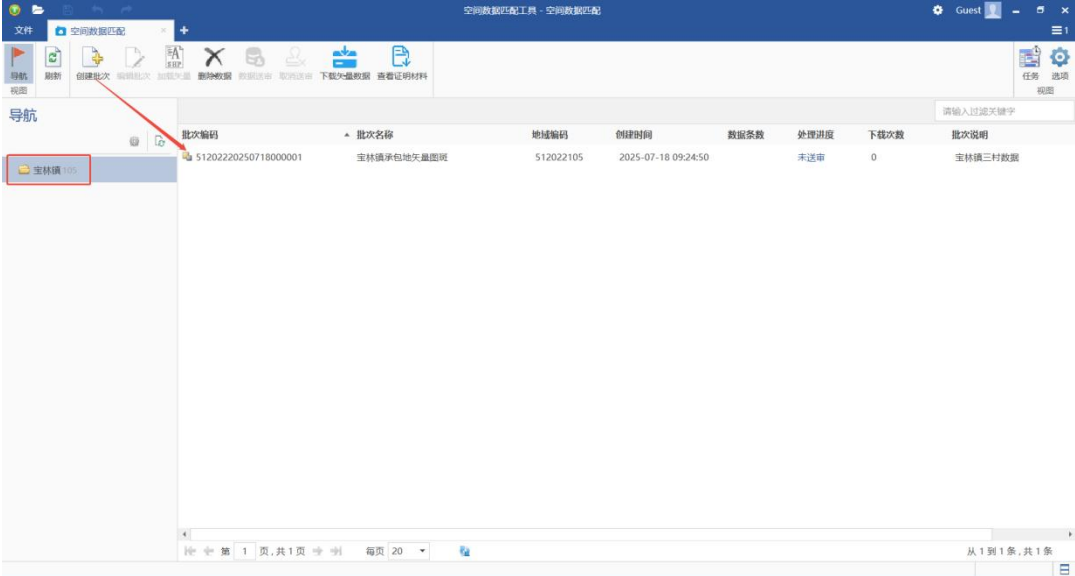 空间数据匹配工具 - 空间数据匹配
Guest
文件
空间数据匹配
1
导航
刷新
创建批次
编辑批次
加载矢量
删除数据
数据送审
取消送审
下载矢量数据
查看证明材料
任务
选项
视图
视图
导航
请输入过滤关键字
批次编码 批次名称 地域编码 创建时间 数据条数 处理进度 下载次数 批次说明
51202220250718000001 宝林镇承包地矢量图斑 512022105 2025-07-18 09:24:50 未送审 0 宝林镇三村数据
宝林镇 105
第 1 页,共1页 每页 20
从1到1条,共1条